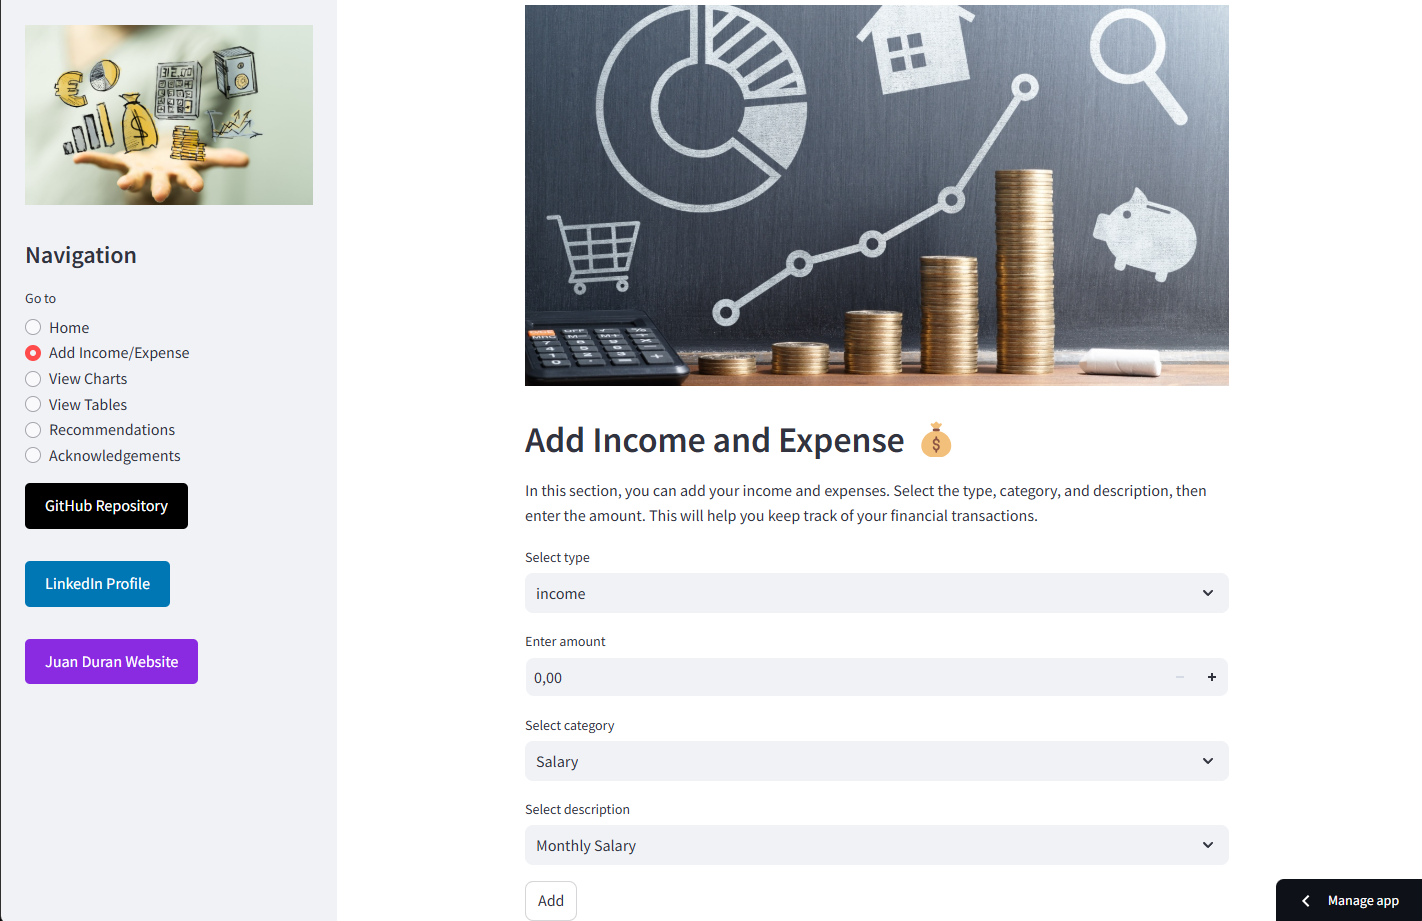 Navigation
Go to
Home
Add Income/Expense
View Charts
View Tables
Recommendations
Acknowledgements
GitHub Repository
LinkedIn Profile
Juan Duran Website
Add Income and Expense
In this section, you can add your income and expenses. Select the type, category, and description, then
enter the amount. This will help you keep track of your financial transactions.
Select type
income
Enter amount
0,00
Select category
Salary
Select description
Monthly Salary
Add
Manage app